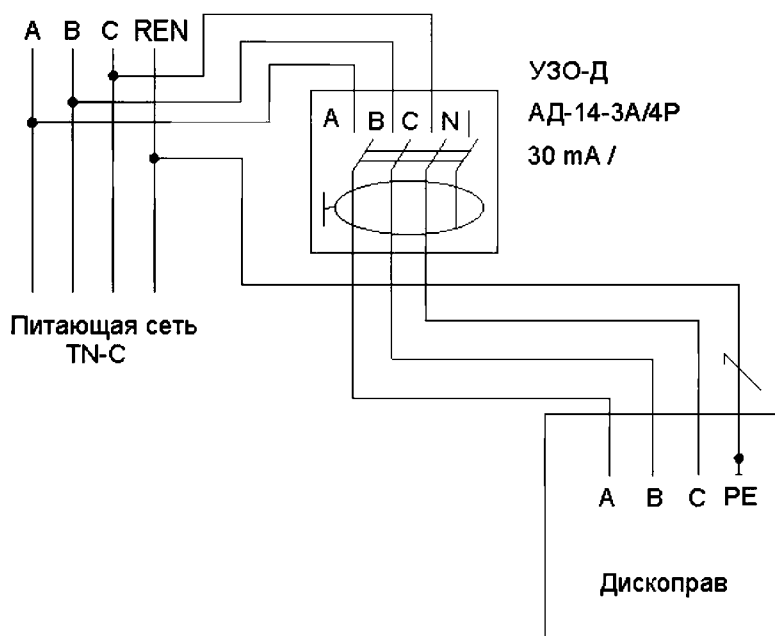 A B C REN
УЗО-Д
АД-14-3А/4Р
30 mA /
A B C N
Питающая сеть
TN-C
A B C PE
Дископрав